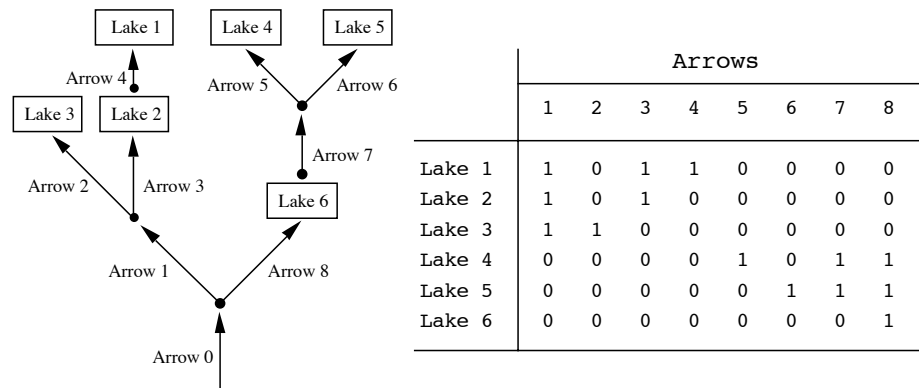 Lake 1
Lake 4
Lake 5
Arrow 4
Arrow 5
Arrow 6
Lake 3
Lake 2
Arrow 7
Arrow 2
Arrow 3
Lake 6
Arrow 1
Arrow 8
Arrow 0
Arrows
1 2 3 4 5 6 7 8
Lake 1 1 0 1 1 0 0 0 0
Lake 2 1 0 1 0 0 0 0 0
Lake 3 1 1 0 0 0 0 0 0
Lake 4 0 0 0 0 1 0 1 1
Lake 5 0 0 0 0 0 1 1 1
Lake 6 0 0 0 0 0 0 0 1